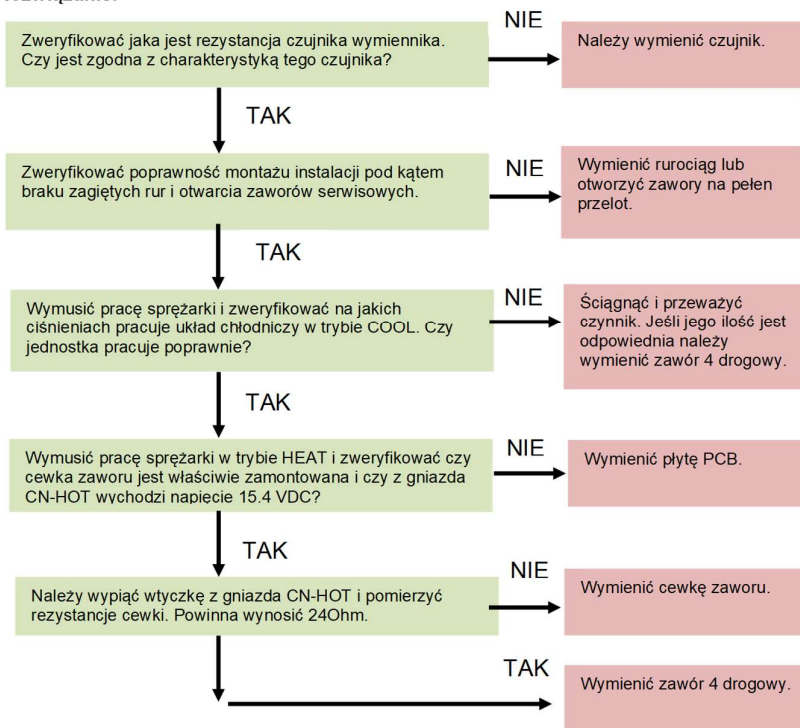 Zweryfikować jaka jest rezystancja czujnika wymiennika.
Czy jest zgodna z charakterystyką tego czujnika?
NIE
Należy wymienić czujnik.
TAK
Zweryfikować poprawność montażu instalacji pod kątem
braku zagiętych rur i otwarcia zaworów serwisowych.
NIE
Wymienić rurociąg lub
otworzyć zawory na pełen
przelot.
TAK
Wymusić pracę sprężarki i zweryfikować na jakich
ciśnieniach pracuje układ chłodniczy w trybie COOL. Czy
jednostka pracuje poprawnie?
NIE
Ściągnąć i przeważyć
czynnik. Jeśli jego ilość jest
odpowiednia należy
wymienić zawór 4 drogowy.
TAK
Wymusić pracę sprężarki w trybie HEAT i zweryfikować czy
cewka zaworu jest właściwie zamontowana i czy z gniazda
CN-HOT wychodzi napięcie 15.4 VDC?
NIE
Wymienić płytę PCB.
TAK
Należy wypiąć wtyczkę z gniazda CN-HOT i pomierzyć
rezystancje cewki. Powinna wynosić 24Ohm.
NIE
Wymienić cewkę zaworu.
TAK
Wymienić zawór 4 drogowy.